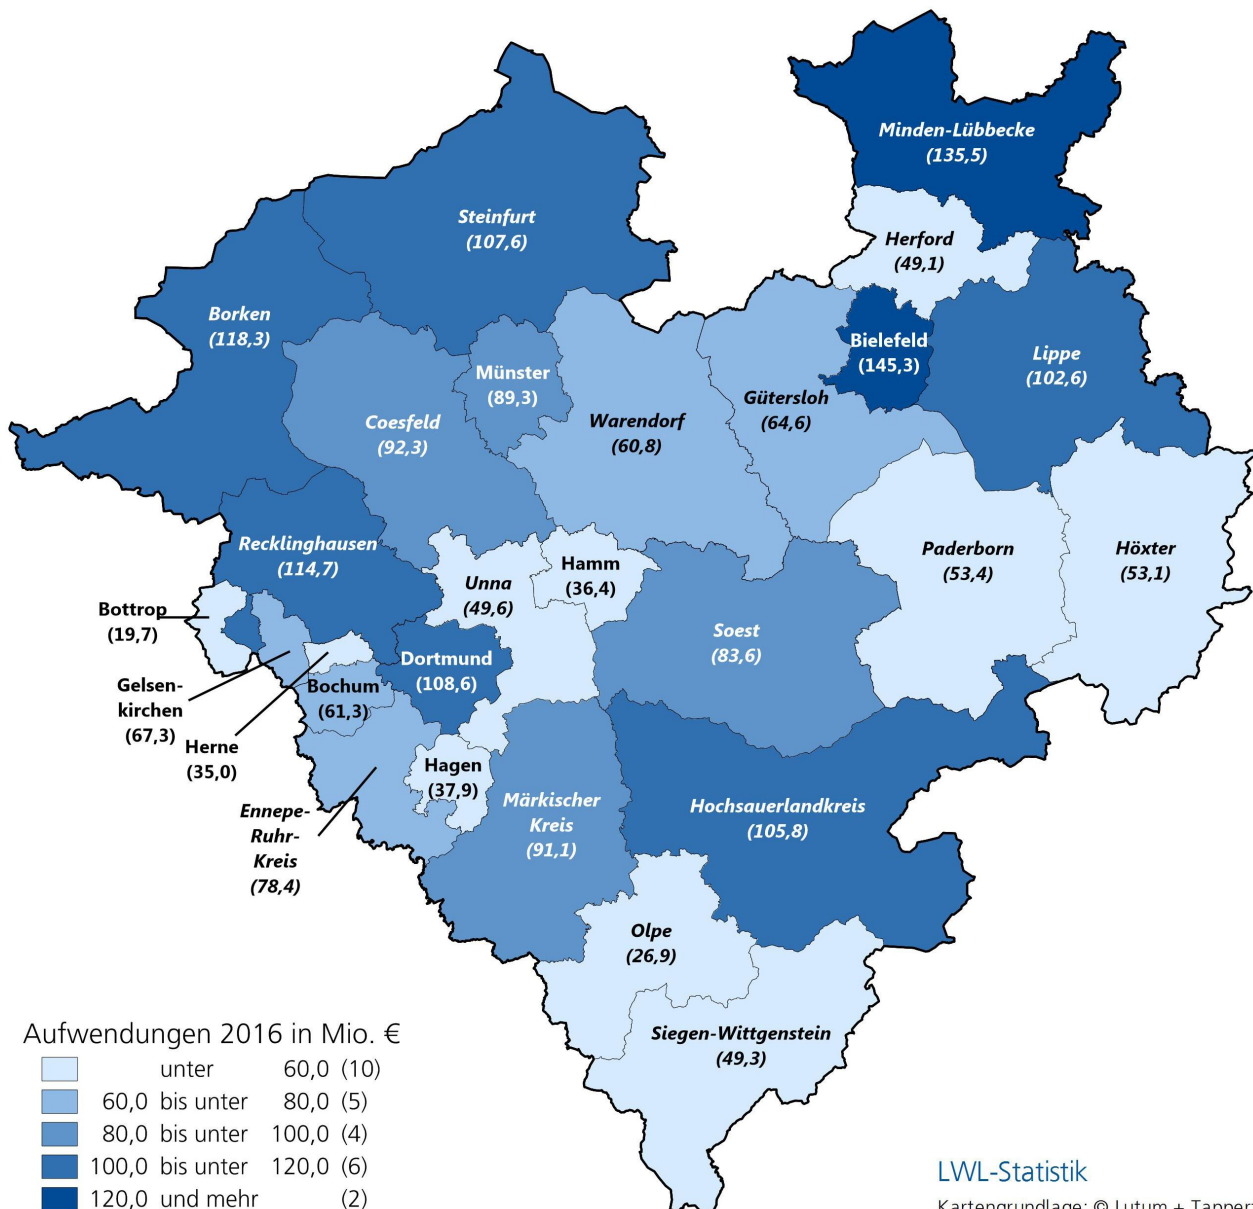 Minden-Lübbecke
(135,5)
Steinfurt
(107,6)
Herford
(49,1)
Borken
(118,3)
Bielefeld
(145,3)
Lippe
(102,6)
Münster
(89,3)
Gütersloh
(64,6)
Coesfeld
(92,3)
Warendorf
(60,8)
Recklinghausen
(114,7)
Hamm
(36,4)
Unna
(49,6)
Paderborn
(53,4)
Höxter
(53,1)
Bottrop
(19,7)
Soest
(83,6)
Dortmund
(108,6)
Gelsen-
kirchen
(67,3)
Bochum
(61,3)
Herne
(35,0)
Hagen
(37,9)
Märkischer
Kreis
(91,1)
Hochsauerlandkreis
(105,8)
Ennepe-
Ruhr-
Kreis
(78,4)
Olpe
(26,9)
Siegen-Wittgenstein
(49,3)
Aufwendungen 2016 in Mio. €
unter 60,0 (10)
60,0 bis unter 80,0 (5)
80,0 bis unter 100,0 (4)
100,0 bis unter 120,0 (6)
120,0 und mehr (2)
LWL-Statistik
Kartengrundlage: © Lutum + Tappert